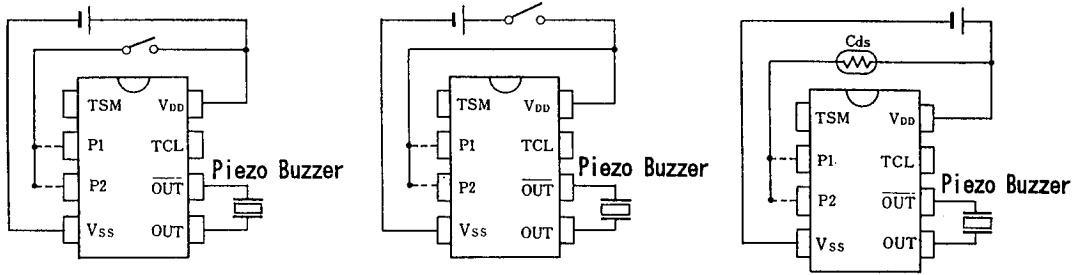 TSM VDD
P1 TCL
Piezo Buzzer
P2 OUT
VSS OUT
TSM VDD
P1 TCL
Piezo Buzzer
P2 OUT
VSS OUT
Cds
TSM VDD
P1. TCL
Piezo Buzzer
P2 OUT
VSS OUT